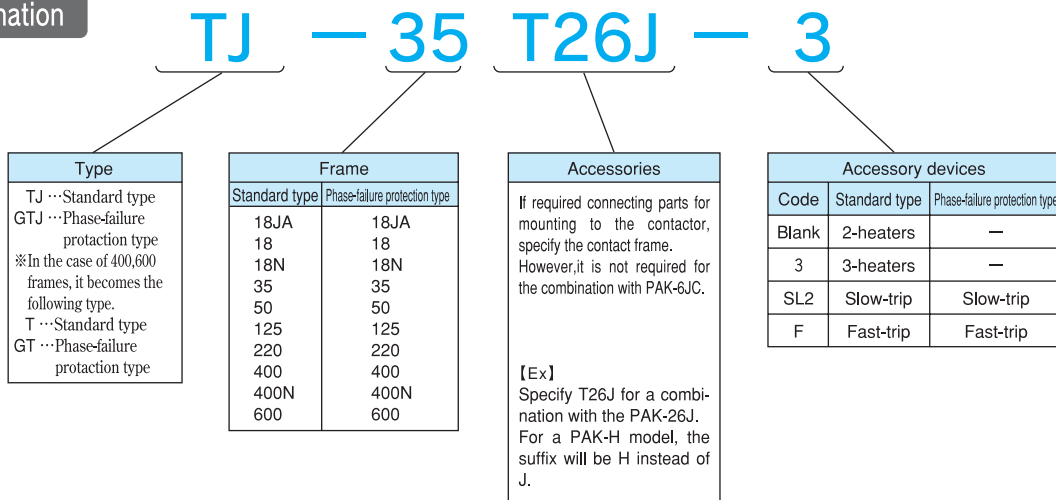 TJ — 35 T26J — 3
Type
TJ ···Standard type
GTJ ···Phase-failure
protaction type
※In the case of 400,600
frames, it becomes the
following type.
T ···Standard type
GT ···Phase-failure
protaction type
Frame
Standard type Phase-failure protection type
18JA 18JA
18 18
18N 18N
35 35
50 50
125 125
220 220
400 400
400N 400N
600 600
Accessories
If required connecting parts for
mounting to the contactor,
specify the contact frame.
However,it is not required for
the combination with PAK-6JC.
【Ex】
Specify T26J for a combi-
nation with the PAK-26J.
For a PAK-H model, the
suffix will be H instead of
J.
Accessory devices
Code Standard type Phase-failure protection type
Blank 2-heaters —
3 3-heaters —
SL2 Slow-trip Slow-trip
F Fast-trip Fast-trip